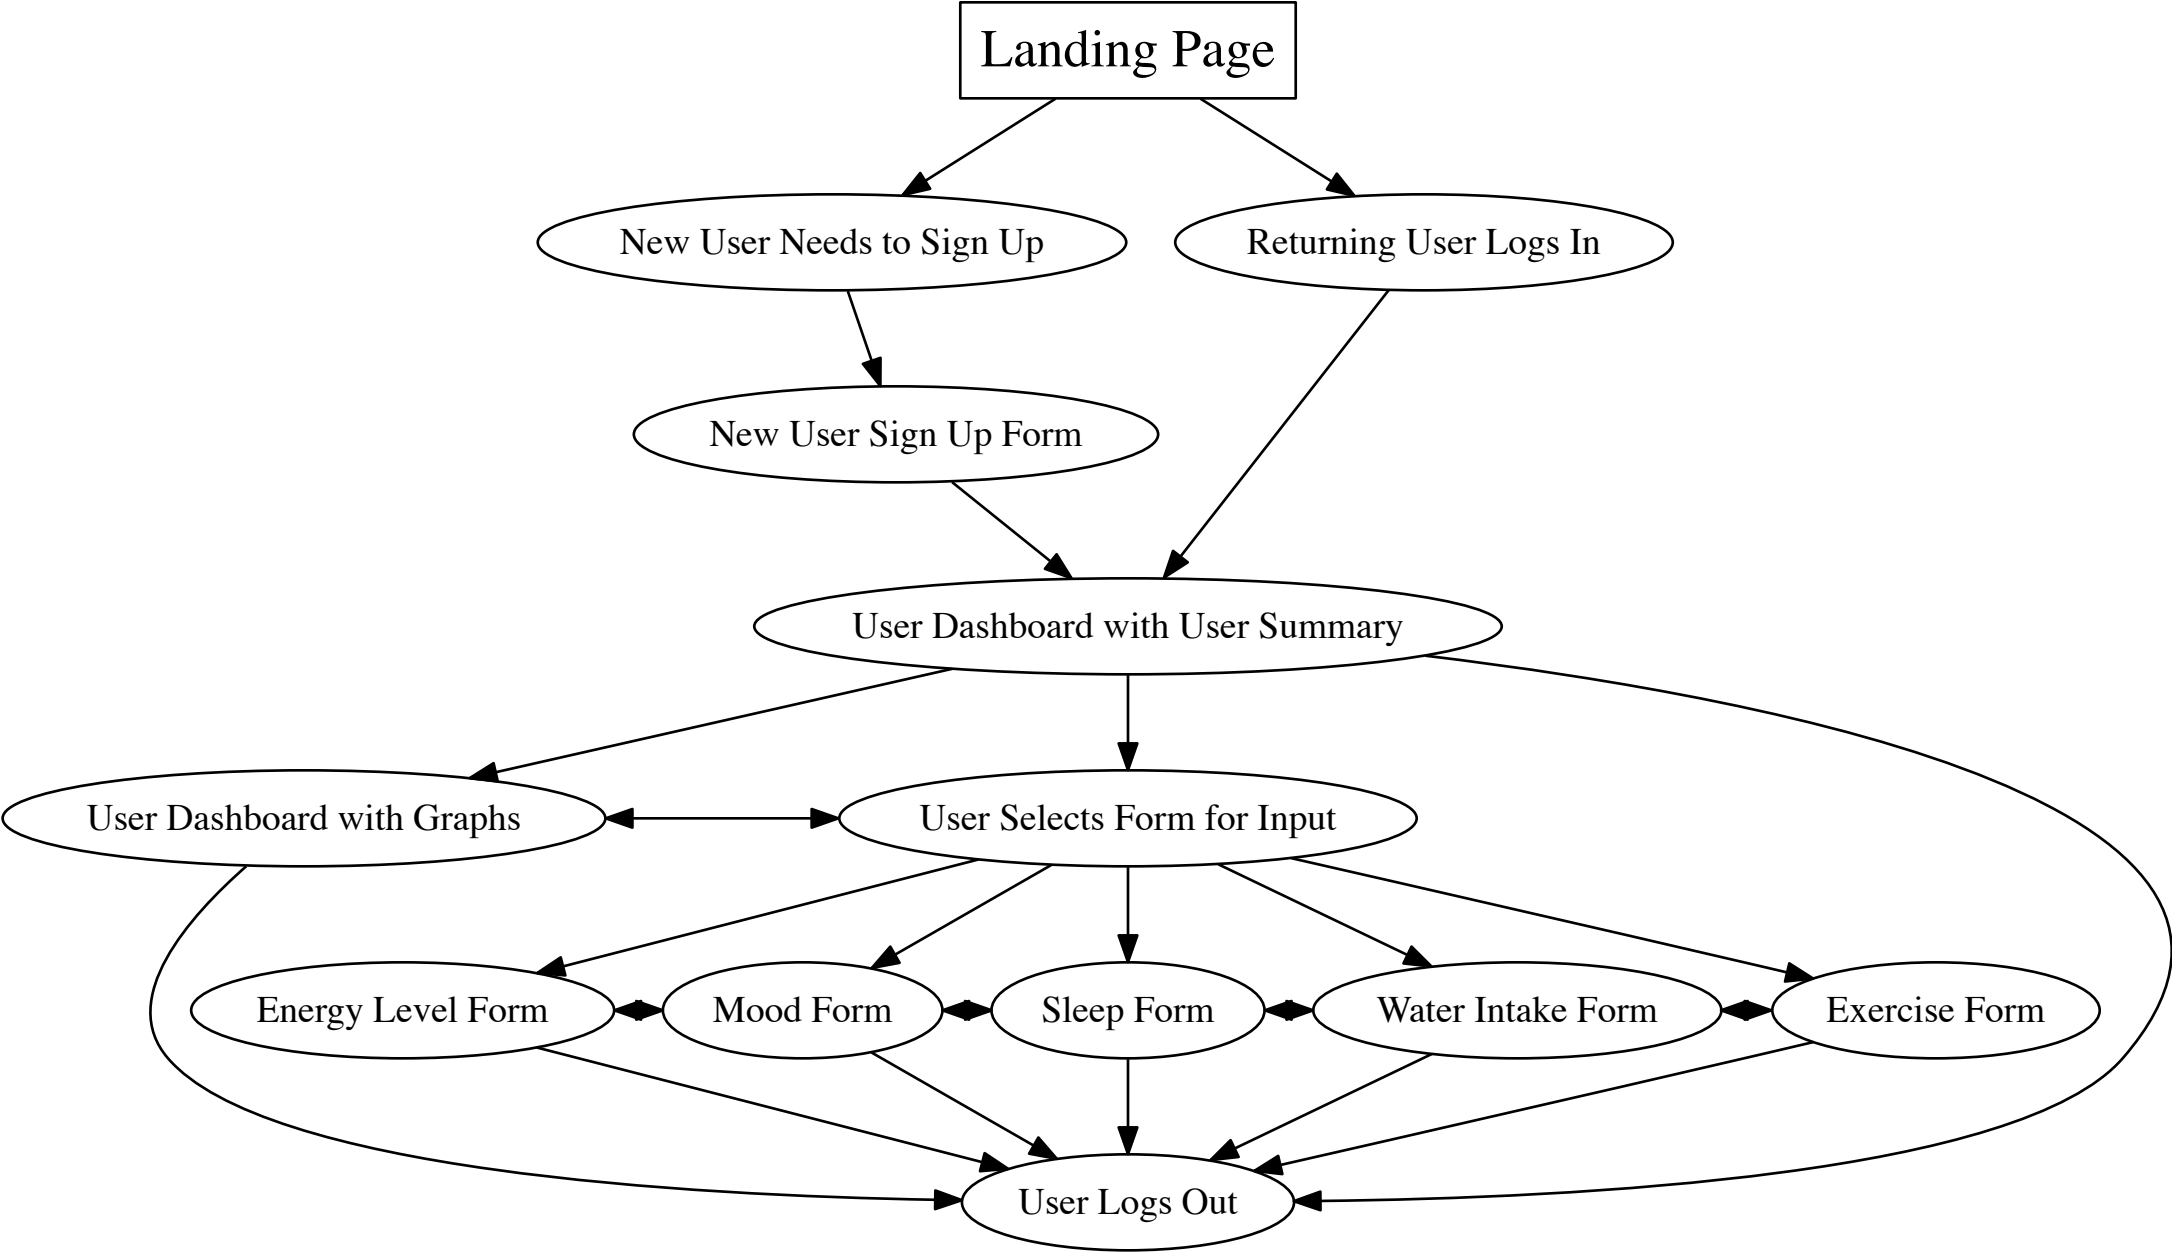 Landing Page
New User Needs to Sign Up
Returning User Logs In
New User Sign Up Form
User Dashboard with User Summary
User Dashboard with Graphs
User Selects Form for Input
Energy Level Form
Mood Form
Sleep Form
Water Intake Form
Exercise Form
User Logs Out